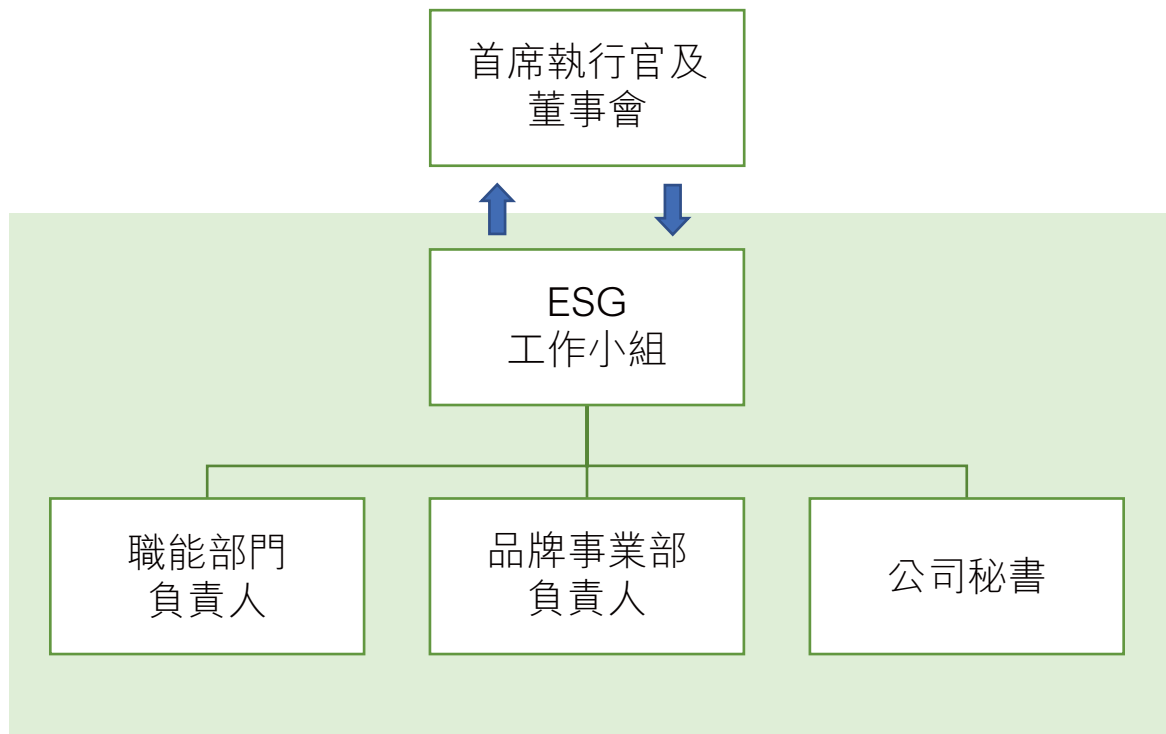 首席執行官及
董事會
ESG
工作小組
職能部門
負責人
品牌事業部
負責人
公司秘書